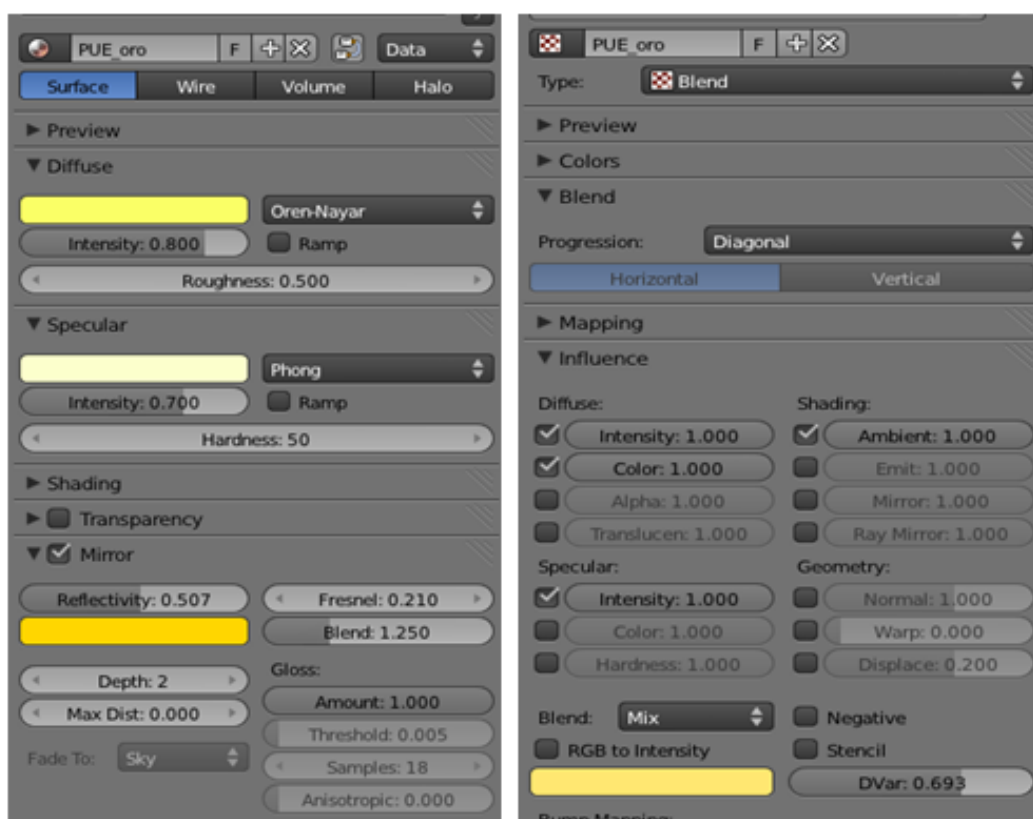 PUE_oro F Data
Surface Wire Volume Halo
Preview
Diffuse
Oren-Nayar
Intensity: 0.800 Ramp
Roughness: 0.500
Specular
Phong
Intensity: 0.700 Ramp
Hardness: 50
Shading
Transparency
Mirror
Reflectivity: 0.507 Fresnel: 0.210
Blend: 1.250
Gloss:
Depth: 2 Amount: 1.000
Max Dist: 0.000 Threshold: 0.005
Fade To: Sky Samples: 18
Anisotropic: 0.000
PUE_oro F
Type: Blend
Preview
Colors
Blend
Progression: Diagonal
Horizontal Vertical
Mapping
Influence
Diffuse: Shading:
Intensity: 1.000 Ambient: 1.000
Color: 1.000 Emit: 1.000
Alpha: 1.000 Mirror: 1.000
Translucen: 1.000 Ray Mirror: 1.000
Specular: Geometry:
Intensity: 1.000 Normal: 1.000
Color: 1.000 Warp: 0.000
Hardness: 1.000 Displace: 0.200
Blend: Mix Negative
RGB to Intensity Stencil
DVar: 0.693
Bump Mapping: